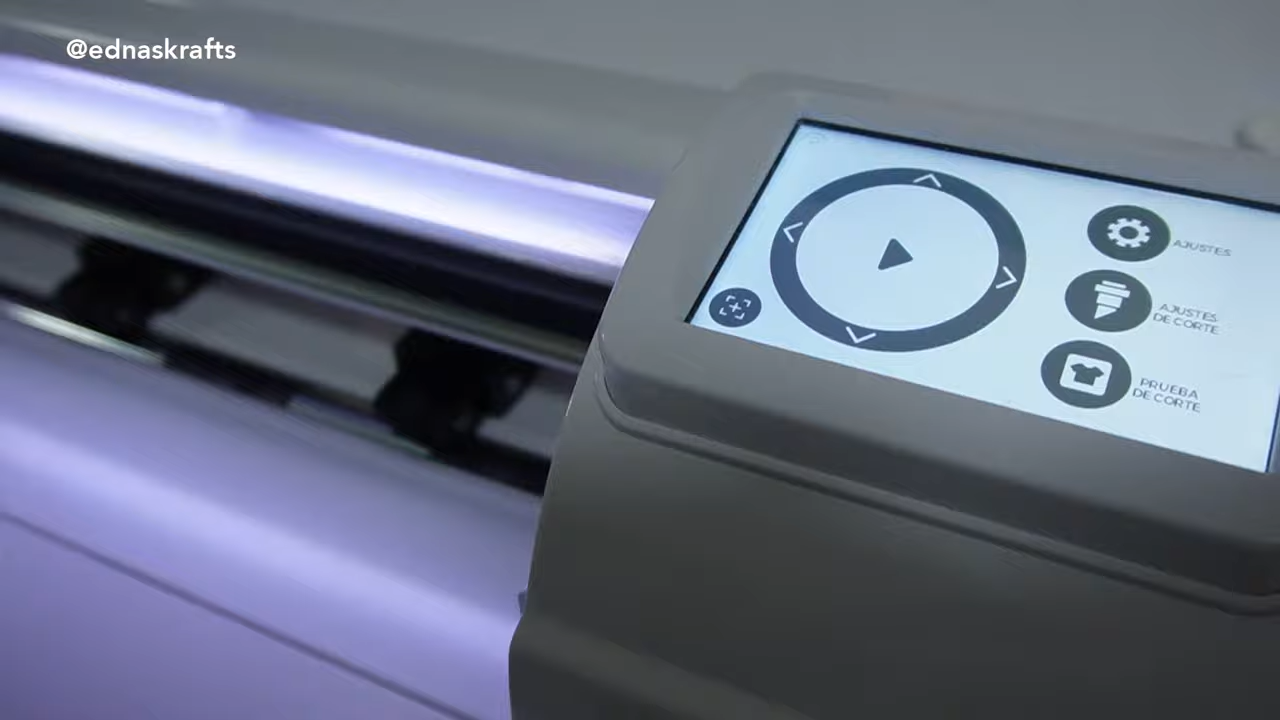 @ednaskrafts
AJUSTES
AJUSTES
DE CORTE
PRUEBA
DE CORTE